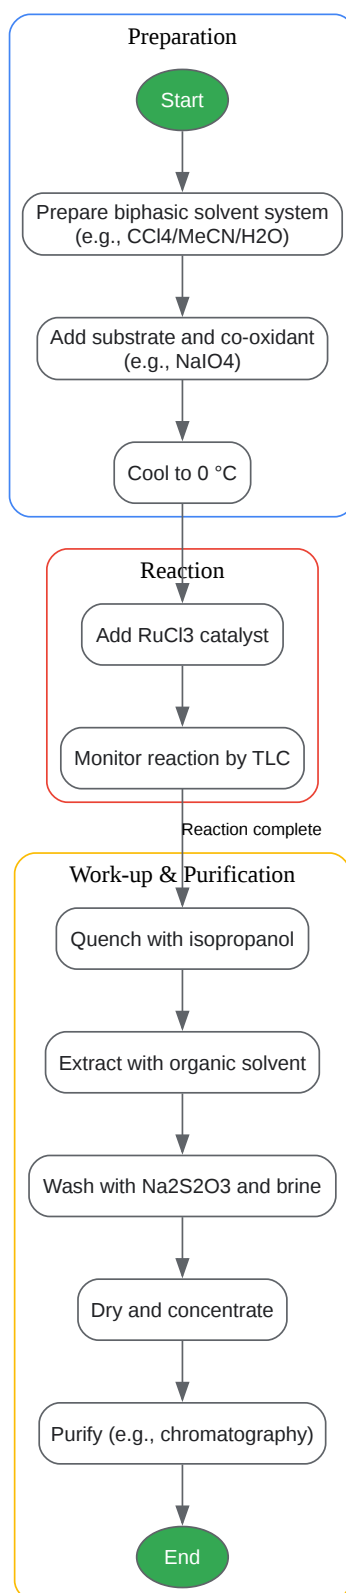 Preparation
Start
Prepare biphasic solvent system
(e.g., CCl4/MeCN/H2O)
Add substrate and co-oxidant
(e.g., NaIO4)
Cool to 0 °C
Reaction
Add RuCl3 catalyst
Monitor reaction by TLC
Reaction complete
Work-up & Purification
Quench with isopropanol
Extract with organic solvent
Wash with Na2S2O3 and brine
Dry and concentrate
Purify (e.g., chromatography)
End